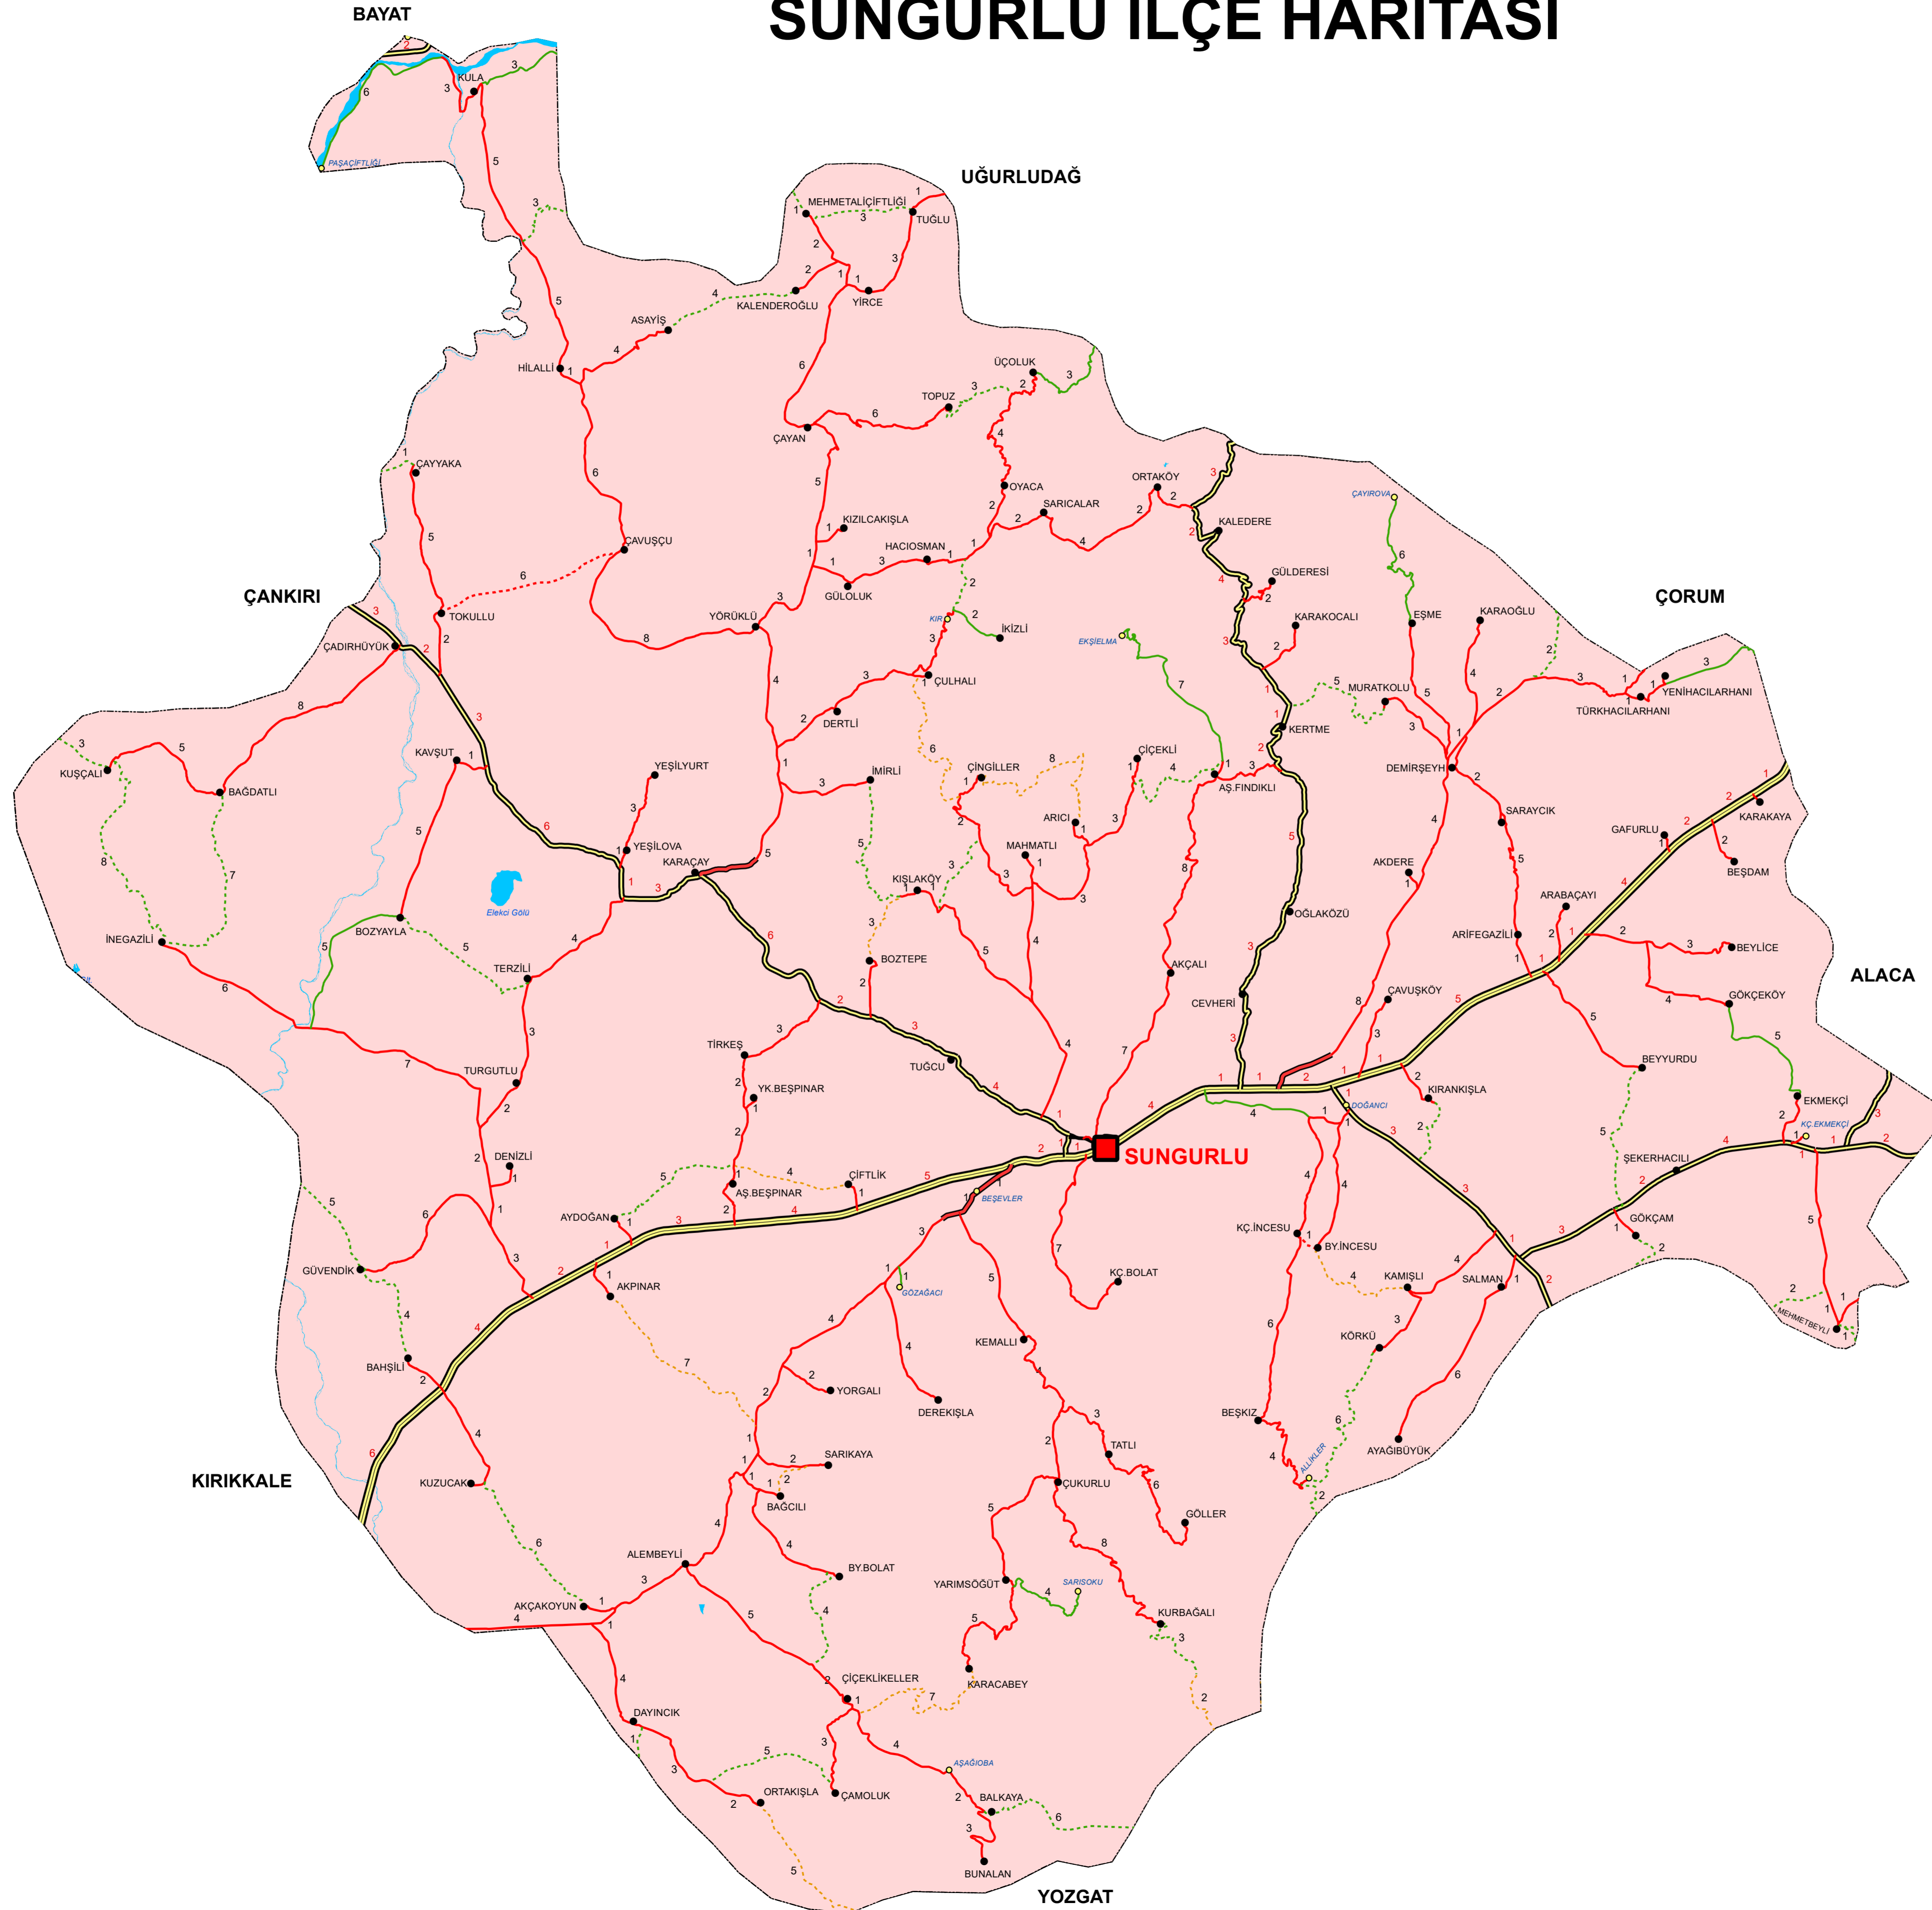 SUNGURLU İLÇE HARİTASI
BAYAT
KULA
PAŞAÇİFTLİĞİ
UĞURLUDAĞ
MEHMETALİÇİFTLİĞİ
TUĞLU
KALENDEROĞLU
YİRCE
ASAYİŞ
HİLALLİ
ÜÇOLUK
TOPUZ
ÇAYAN
ÇAYYAKA
ORTAKÖY
OYACA
SARICALAR
ÇAYIROVA
KIZILCAKIŞLA
KALEDERE
ÇAVUŞÇU
HACIOSMAN
GÜLDERESİ
ÇANKIRI
GÜLOLUK
ÇORUM
TOKULLU
YÖRÜKLÜ
KIR
İKİZLİ
KARAKOCALI
EŞME
KARAOĞLU
EKŞİELMA
ÇADIRHÜYÜK
ÇULHALI
MURATKOLU
YENİHACILARHANI
TÜRKHACILARHANI
DERTLİ
KERTME
KAVŞUT
YEŞİLYURT
ÇİÇEKLİ
KUŞÇALI
İMİRLİ
ÇİNGİLLER
DEMİRŞEYH
BAĞDATLI
AŞ.FINDIKLI
SARAYCIK
KARAKAYA
ARICI
GAFURLU
YEŞİLOVA
MAHMATLI
KARAÇAY
AKDERE
BEŞDAM
KIŞLAKÖY
ARABAÇAYI
Elekci Gölü
OĞLAKÖZÜ
BOZYAYLA
İNEGAZİLİ
ARİFEGAZİLİ
BEYLİCE
BOZTEPE
TERZİLİ
AKÇALI
ALACA
ÇAVUŞKÖY
CEVHERİ
GÖKÇEKÖY
TİRKEŞ
TUĞCU
BEYYURDU
TURGUTLU
YK.BEŞPINAR
KIRANKIŞLA
EKMEKÇİ
DOĞANCI
KÇ.EKMEKÇİ
SUNGURLU
DENİZLİ
ŞEKERHACILI
ÇİFTLİK
AŞ.BEŞPINAR
BEŞEVLER
AYDOĞAN
GÖKÇAM
KÇ.İNCESU
BY.İNCESU
GÜVENDİK
KÇ.BOLAT
KAMIŞLI
SALMAN
AKPINAR
GÖZAĞACI
MEHMETBEYLİ
KEMALLI
KÖRKÜ
BAHŞİLİ
YORGALI
DEREKIŞLA
BEŞKIZ
TATLI
AYAĞIBÜYÜK
SARIKAYA
ALLIKLER
KIRIKKALE
KUZUCAK
ÇUKURLU
BAĞCILI
GÖLLER
ALEMBEYLİ
BY.BOLAT
YARIMSÖĞÜT
SARISOKU
AKÇAKOYUN
KURBAĞALI
ÇİÇEKLİKELLER
KARACABEY
DAYINCIK
AŞAĞIOBA
ORTAKIŞLA
ÇAMOLUK
BALKAYA
BUNALAN
YOZGAT